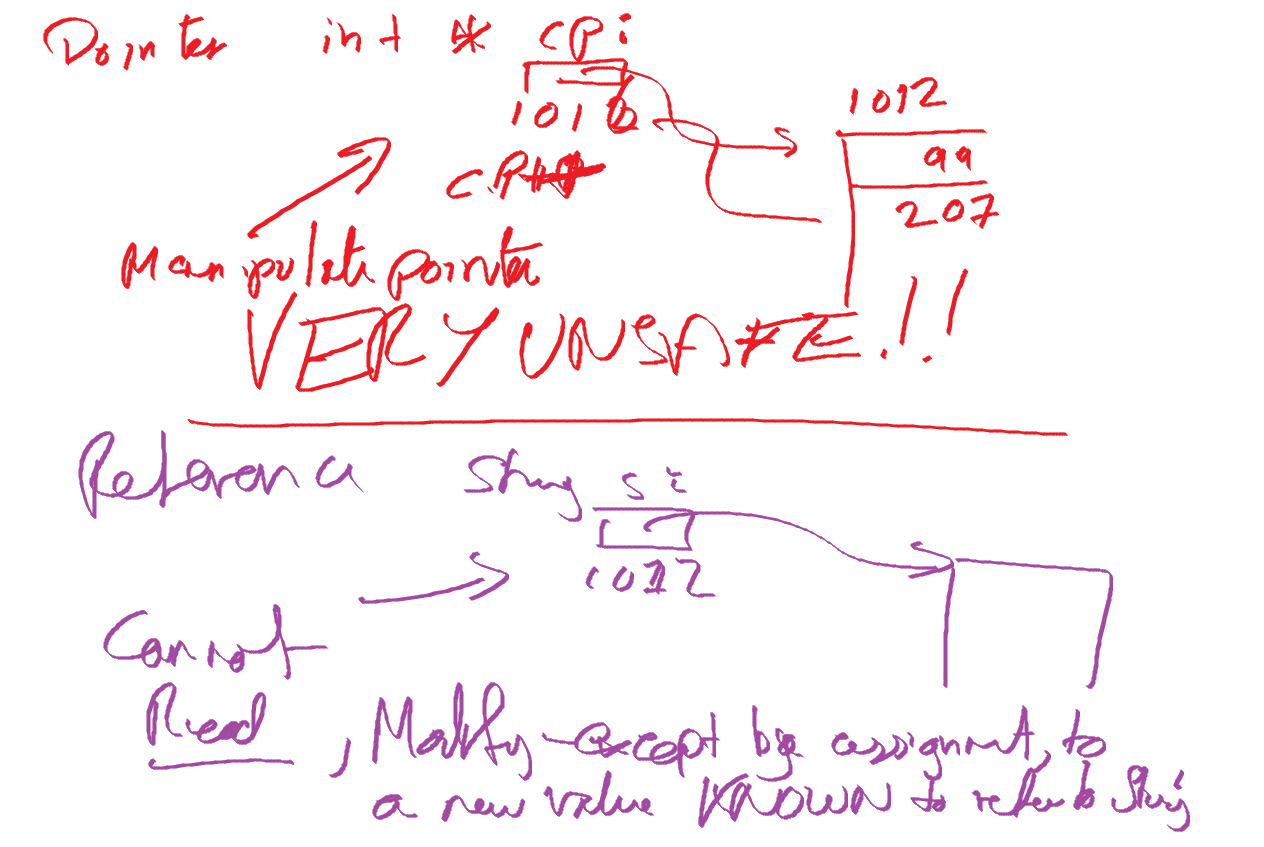 Pointer int * cp;
1012
101
99
cp
207
Manipulate pointer
VERY UNSAFE!!
Reference String s;
1012
Cannot
Read, Modify - except by assignment, to
a new value KNOWN to refer to String